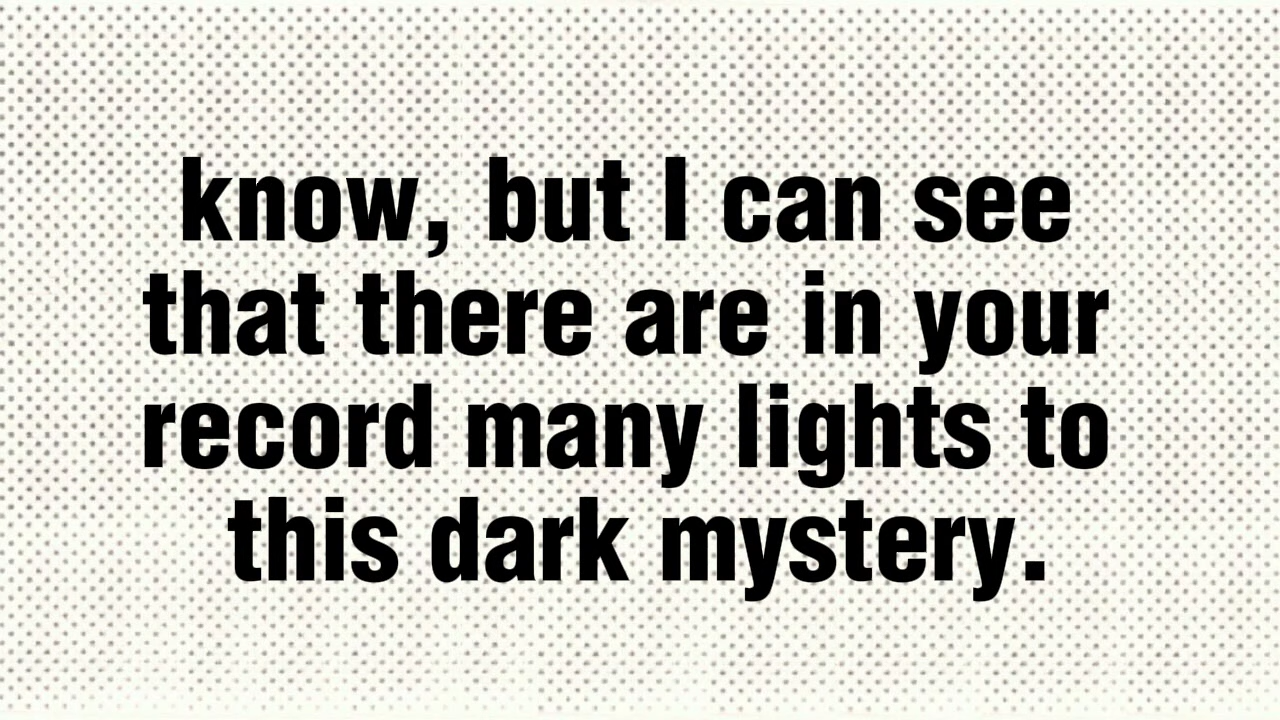 know, but I can see
that there are in your
record many lights to
this dark mystery.